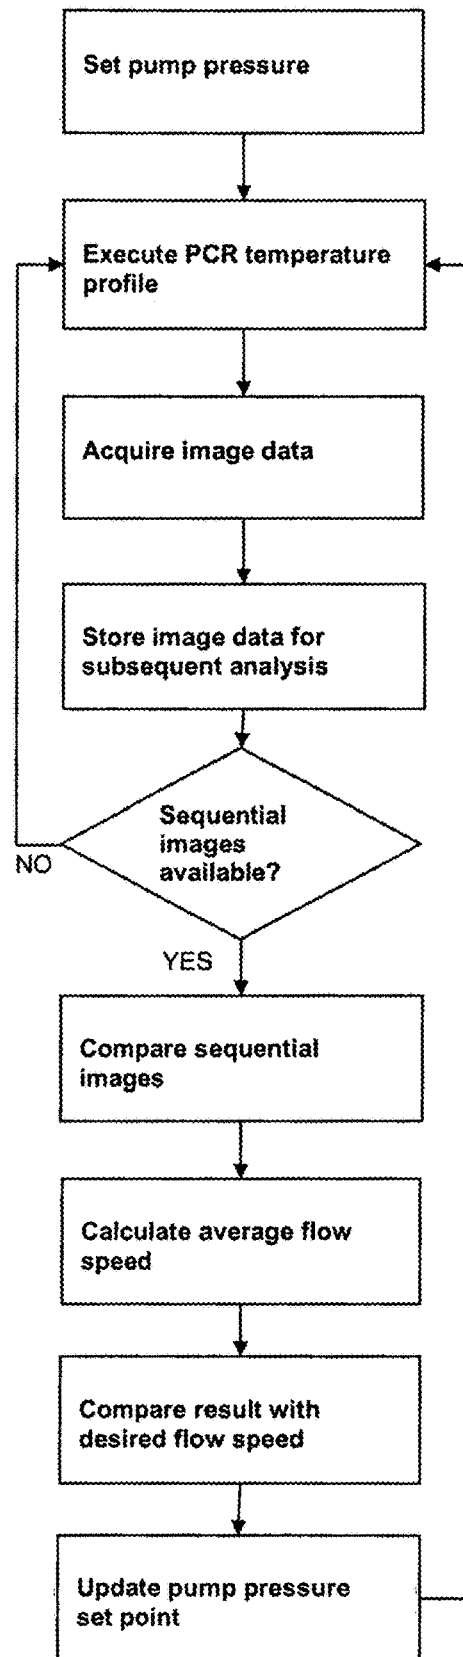 Set pump pressure
Execute PCR temperature
profile
Acquire image data
Store image data for
subsequent analysis
Sequential
images
available?
NO
YES
Compare sequential
images
Calculate average flow
speed
Compare result with
desired flow speed
Update pump pressure
set point